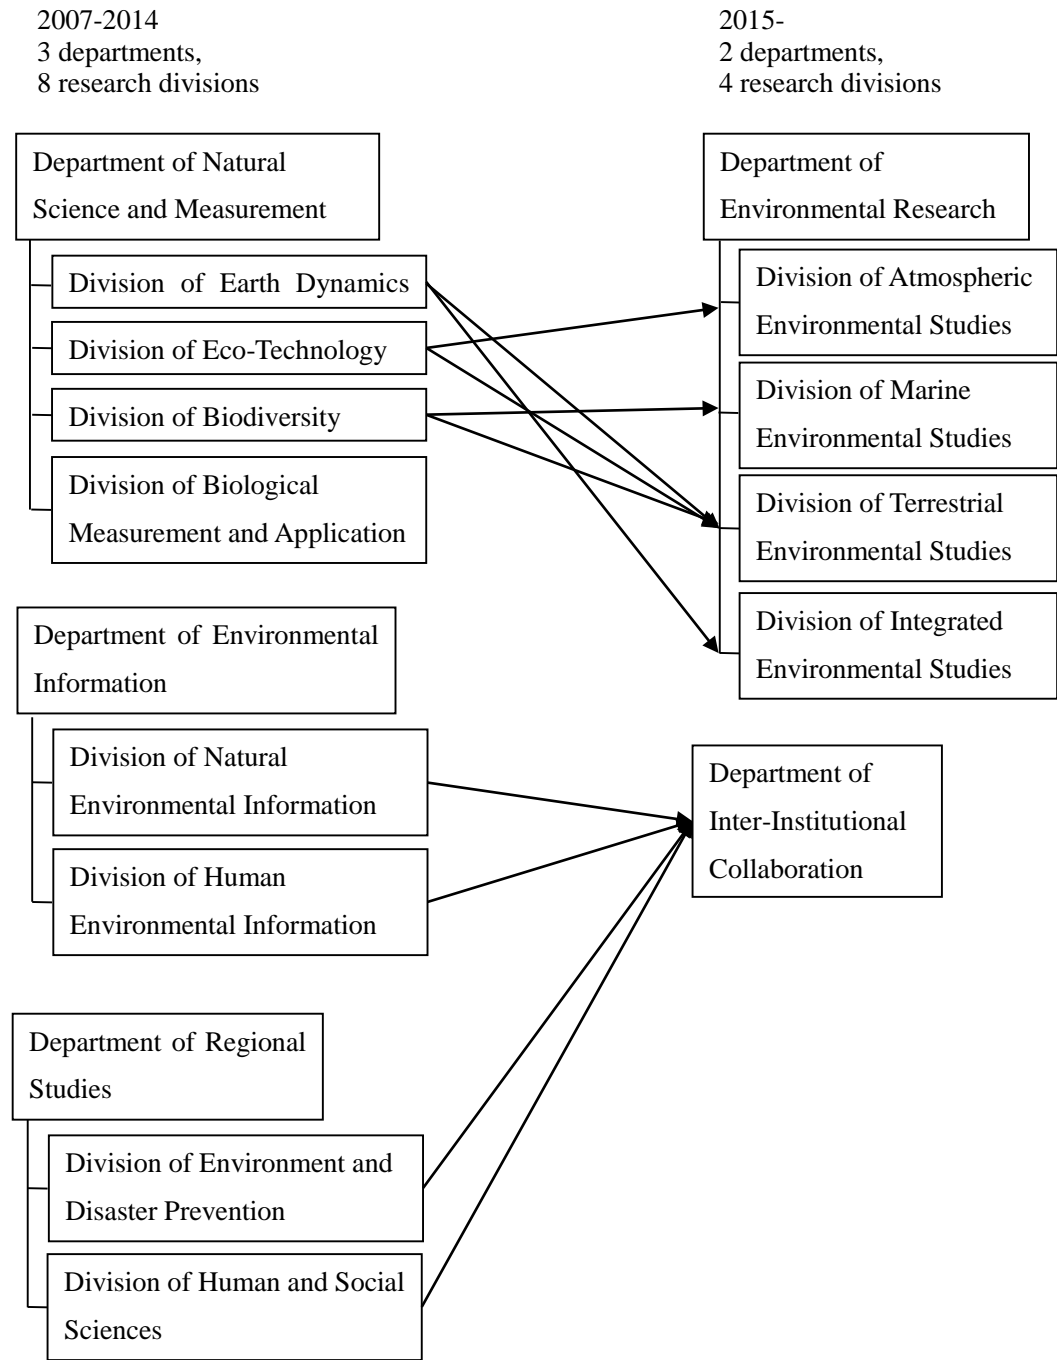 2007-2014
3 departments,
8 research divisions
Department of Natural
Science and Measurement
Division of Earth Dynamics
Division of Eco-Technology
Division of Biodiversity
Division of Biological
Measurement and Application
Department of Environmental
Information
Division of Natural
Environmental Information
Division of Human
Environmental Information
Department of Regional
Studies
Division of Environment and
Disaster Prevention
Division of Human and Social
Sciences
2015-
2 departments,
4 research divisions
Department of
Environmental Research
Division of Atmospheric
Environmental Studies
Division of Marine
Environmental Studies
Division of Terrestrial
Environmental Studies
Division of Integrated
Environmental Studies
Department of
Inter-Institutional
Collaboration